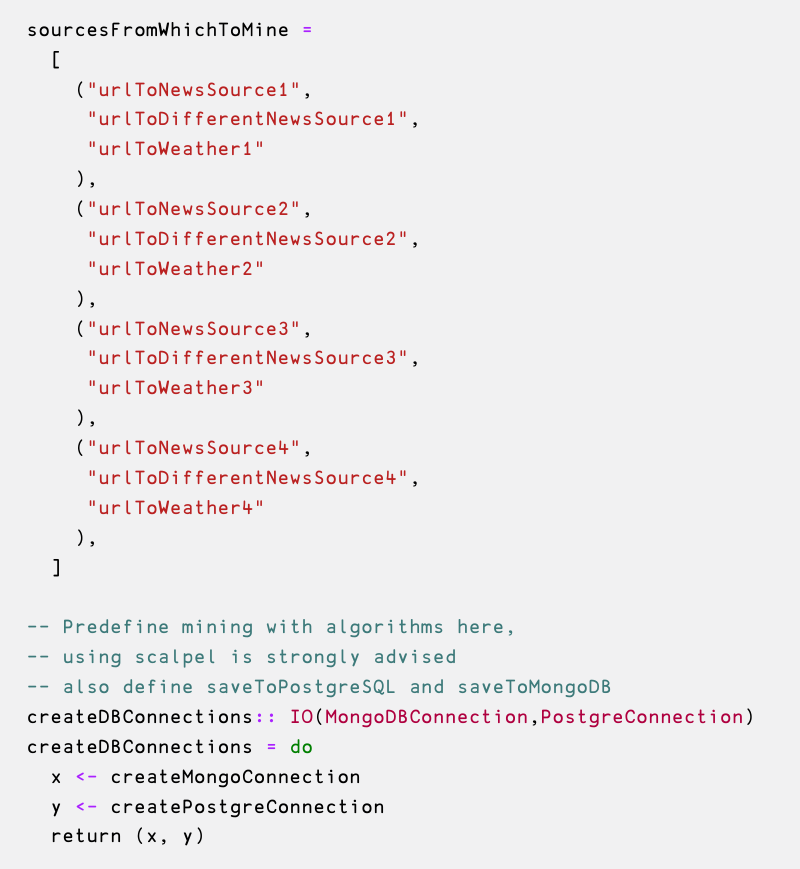 sourcesFromWhichToMine =
  [
    ("urlToNewsSource1",
     "urlToDifferentNewsSource1",
     "urlToWeather1"
    ),
    ("urlToNewsSource2",
     "urlToDifferentNewsSource2",
     "urlToWeather2"
    ),
    ("urlToNewsSource3",
     "urlToDifferentNewsSource3",
     "urlToWeather3"
    ),
    ("urlToNewsSource4",
     "urlToDifferentNewsSource4",
     "urlToWeather4"
    ),
  ]

-- Predefine mining with algorithms here,
-- using scalpel is strongly advised
-- also define saveToPostgreSQL and saveToMongoDB
createDBConnections:: IO(MongoDBConnection,PostgreConnection)
createDBConnections = do
  x <- createMongoConnection
  y <- createPostgreConnection
  return (x, y)